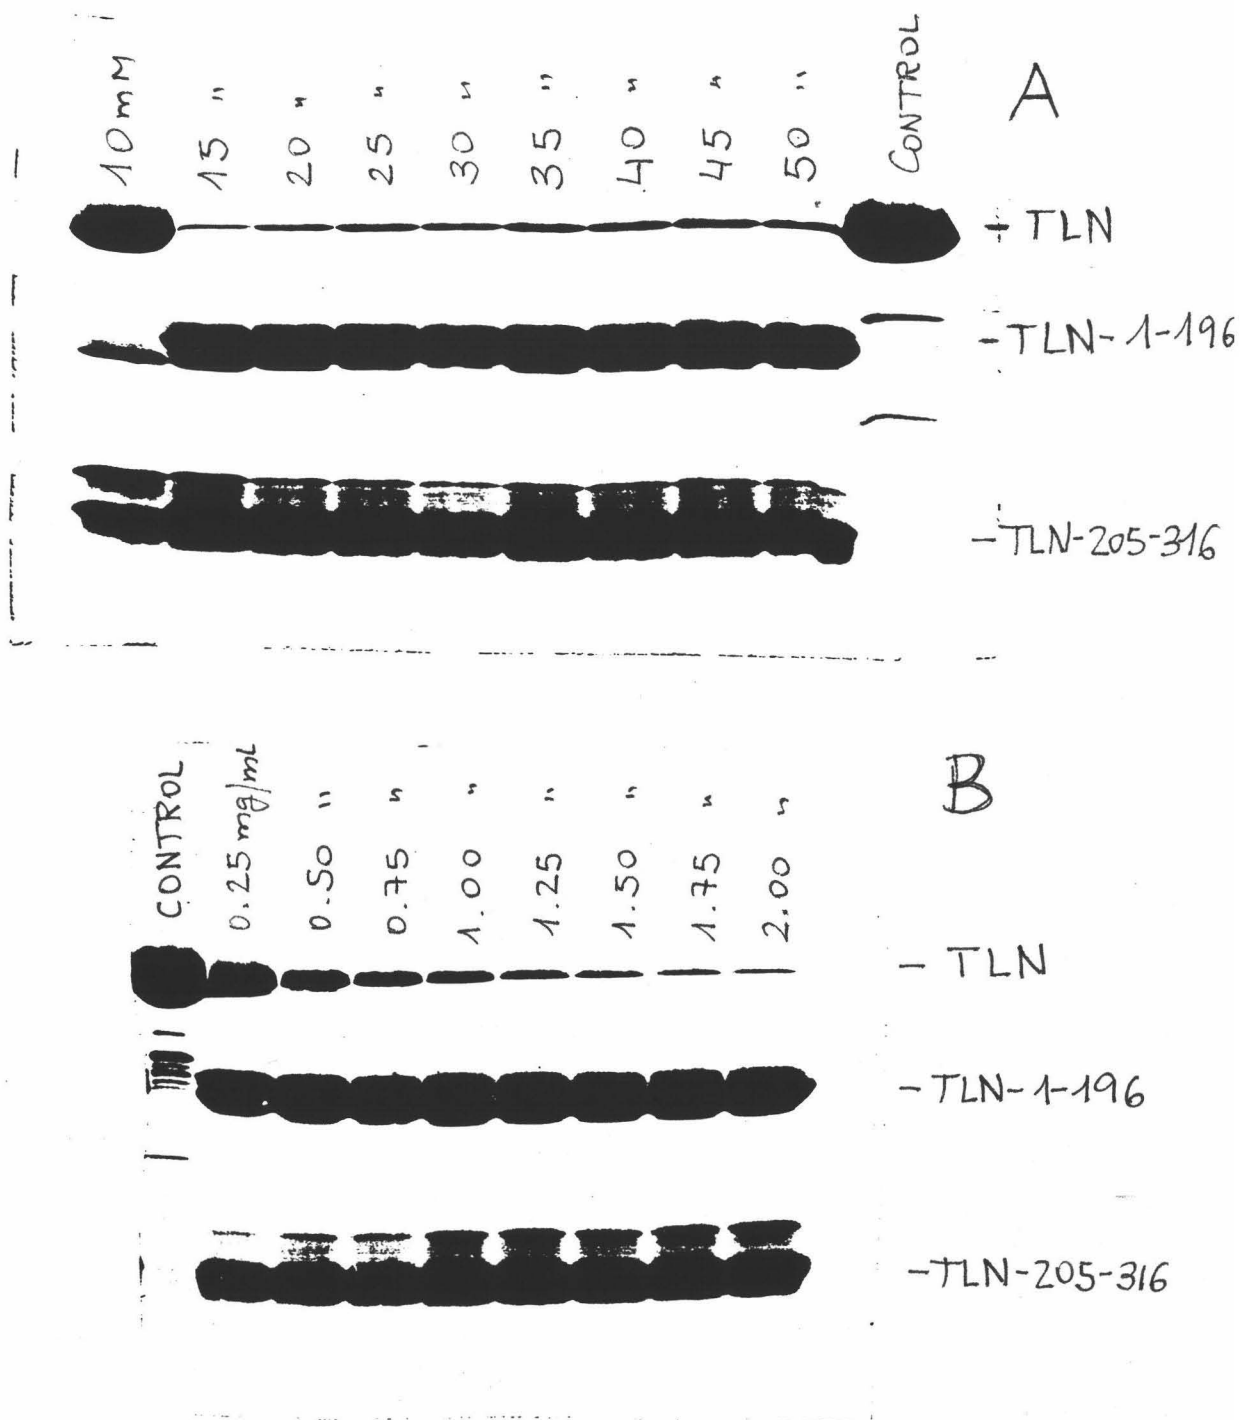 10 mM
15 "
20 "
25 "
30 "
35 "
40 "
45 "
50 "
CONTROL
A
- TLN
- TLN-1-196
- TLN-205-316
CONTROL
0.25 mg/ml
0.50 "
0.75 "
1.00 "
1.25 "
1.50 "
1.75 "
2.00 "
B
- TLN
- TLN-1-196
- TLN-205-316